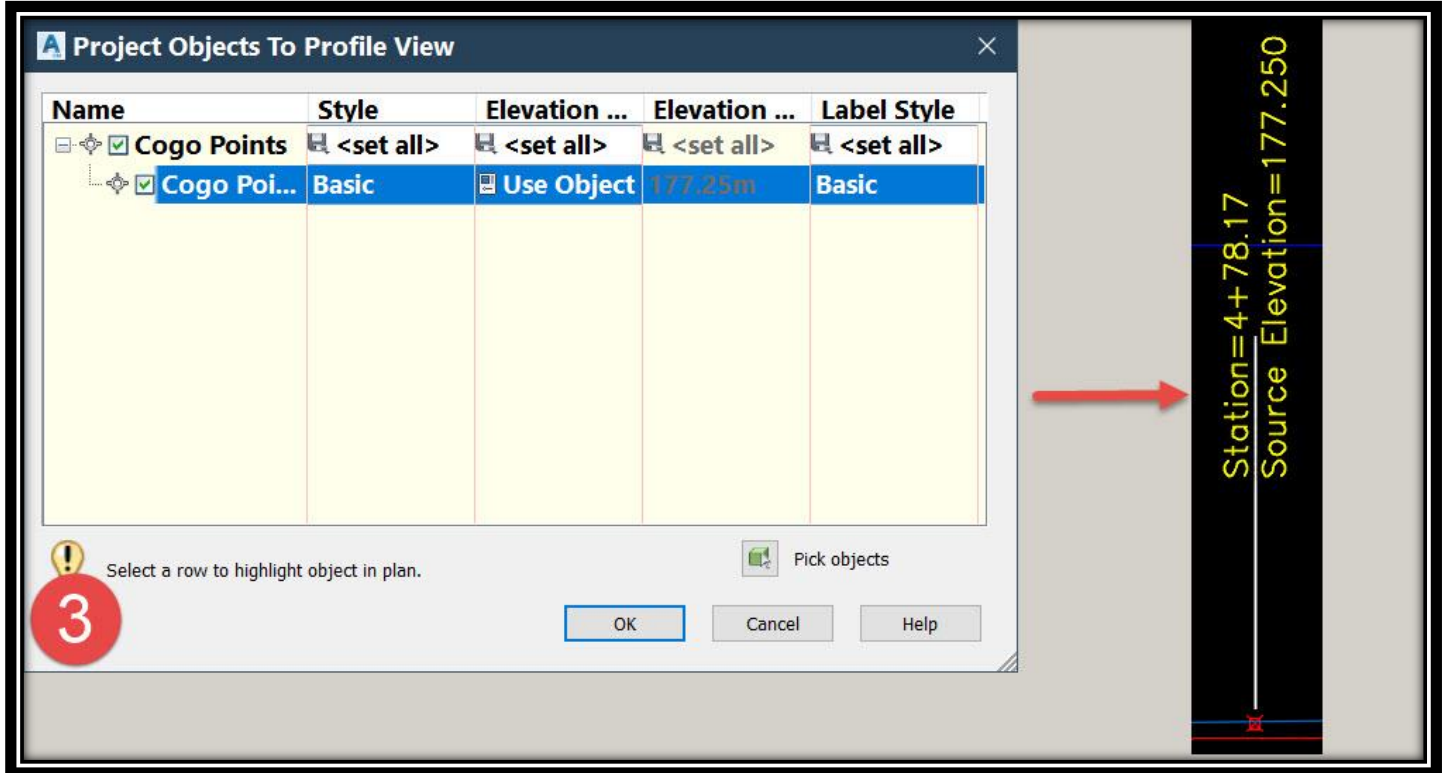 Project Objects To Profile View
Name Style Elevation ... Elevation ... Label Style
Cogo Points <set all> <set all> <set all> <set all>
Cogo Poi... Basic Use Object 177.25m Basic
Select a row to highlight object in plan.
Pick objects
3
OK Cancel Help
Station=4+78.17
Source Elevation=177.250